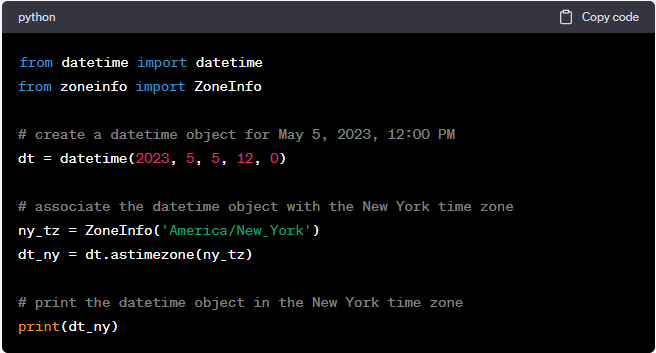 python
Copy code
from datetime import datetime
from zoneinfo import ZoneInfo
# create a datetime object for May 5, 2023, 12:00 PM
dt = datetime(2023, 5, 5, 12, 0)
# associate the datetime object with the New York time zone
ny_tz = ZoneInfo('America/New_York')
dt_ny = dt.astimezone(ny_tz)
# print the datetime object in the New York time zone
print(dt_ny)